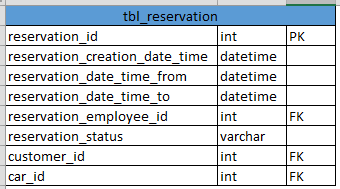 tbl_reservation
reservation_id int PK
reservation_creation_date_time datetime
reservation_date_time_from datetime
reservation_date_time_to datetime
reservation_employee_id int FK
reservation_status varchar
customer_id int FK
car_id int FK